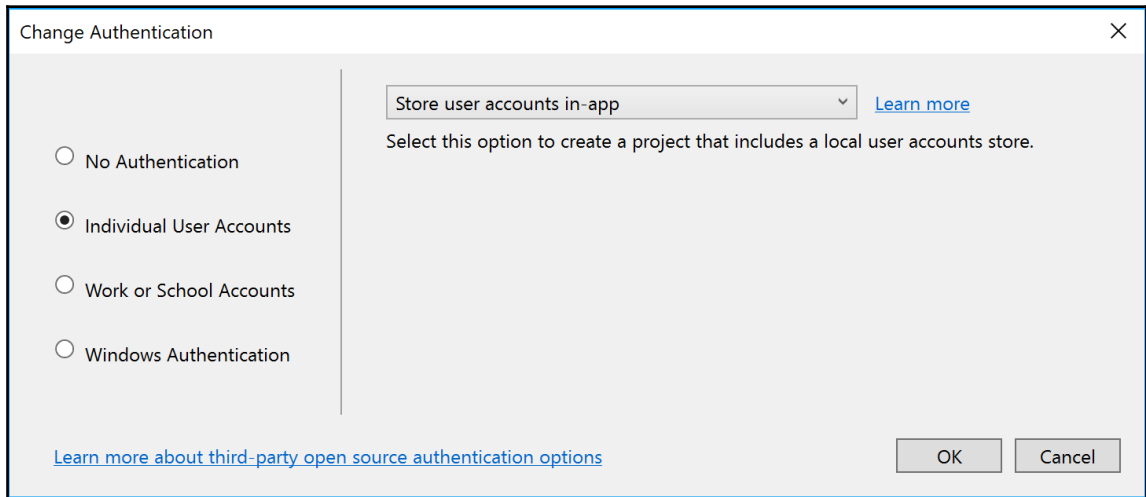 Change Authentication
Store user accounts in-app
Learn more
Select this option to create a project that includes a local user accounts store.
No Authentication
Individual User Accounts
Work or School Accounts
Windows Authentication
Learn more about third-party open source authentication options
OK
Cancel